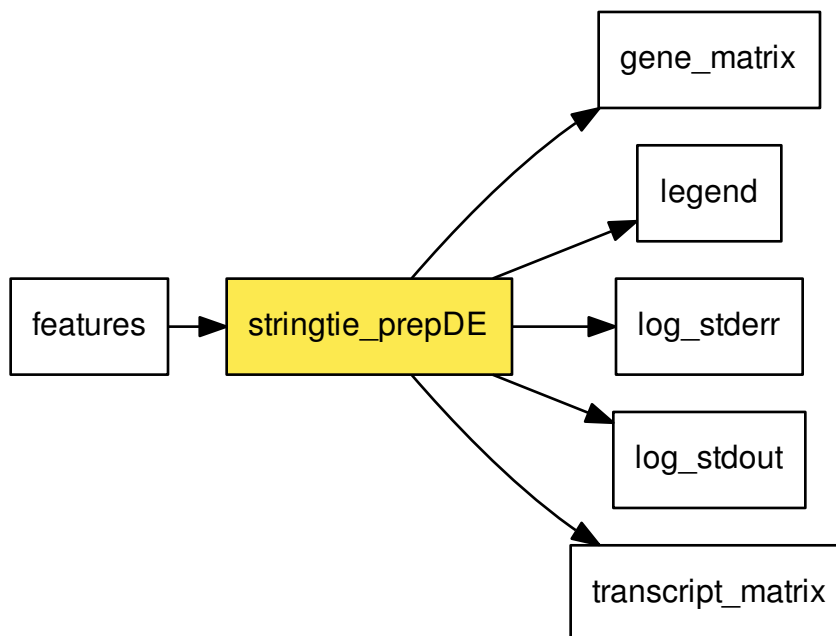 gene_matrix
legend
features
stringtie_prepDE
log_stderr
log_stdout
transcript_matrix